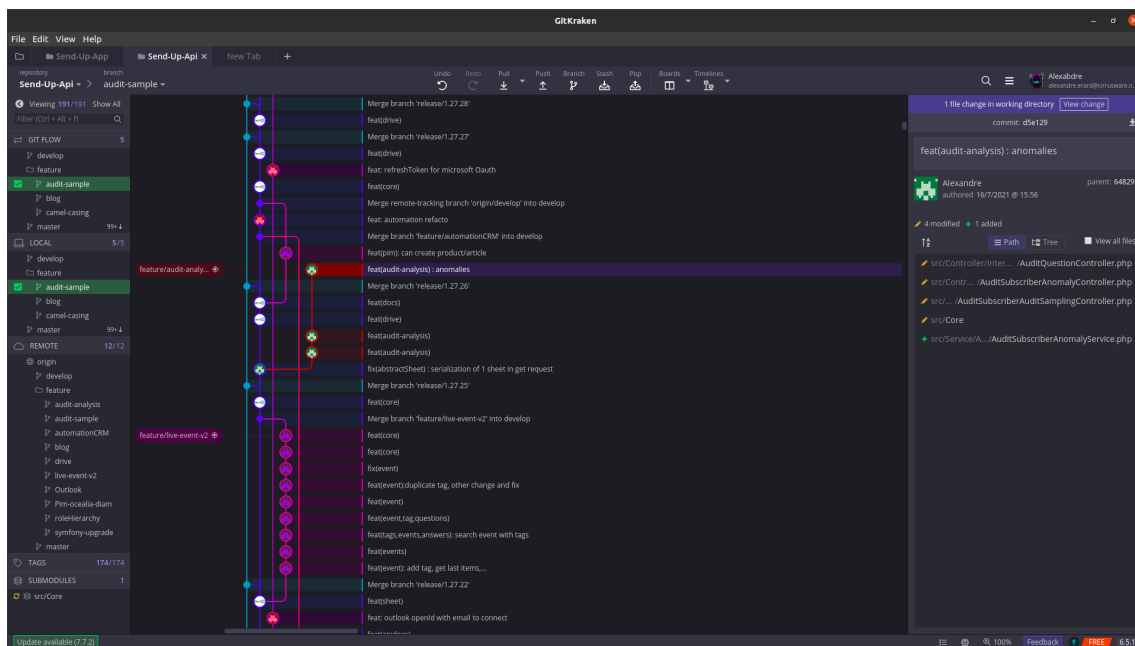 GitKraken
File Edit View Help
Send-Up-App
Send-Up-Api ×
New Tab
+
repository
branch
Send-Up-Api
audit-sample
Undo
Redo
Pull
Push
Branch
Stash
Pop
Boards
Timelines
Alexabdre
alexandre.erard@cirrusware.n...
Viewing 191/191 Show All
Filter (Ctrl + Alt + f)
GIT FLOW 5
develop
feature
audit-sample
blog
camel-casing
master 99+↓
LOCAL 5/5
develop
feature
audit-sample
blog
camel-casing
master 99+↓
REMOTE 12/12
origin
develop
feature
audit-analysis
audit-sample
automationCRM
blog
drive
live-event-v2
Outlook
Pim-ocealia-diam
roleHierarchy
symfony-upgrade
master
TAGS 174/174
SUBMODULES 1
src/Core
Update available (7.7.2)
feature/audit-analy...
feature/live-event-v2
Merge branch 'release/1.27.28'
feat(drive)
Merge branch 'release/1.27.27'
feat(drive)
feat: refreshToken for microsoft Oauth
feat(core)
Merge remote-tracking branch 'origin/develop' into develop
feat: automation refacto
Merge branch 'feature/automationCRM' into develop
feat(pim): can create product/article
feat(audit-analysis) : anomalies
Merge branch 'release/1.27.26'
feat(docs)
feat(drive)
feat(audit-analysis)
feat(audit-analysis)
fix(abstractSheet) : serialization of 1 sheet in get request
Merge branch 'release/1.27.25'
feat(core)
Merge branch 'feature/live-event-v2' into develop
feat(core)
feat(core)
fix(event)
feat(event):duplicate tag, other change and fix
feat(event)
feat(event,tag,questions)
feat(tags,events,answers): search event with tags
feat(events)
feat(event): add tag, get last items,...
Merge branch 'release/1.27.22'
feat(sheet)
feat: outlook openId with email to connect
1 file change in working directory View change
commit: d5e129
feat(audit-analysis) : anomalies
Alexandre
authored 16/7/2021 @ 15:56
parent: 64829
4 modified + 1 added
Path
Tree
View all files
src/Controller/Inter... /AuditQuestionController.php
src/Contr... /AuditSubscriberAnomalyController.php
src/... /AuditSubscriberAuditSamplingController.php
src/Core
+ src/Service/A.../AuditSubscriberAnomalyService.php
100%
Feedback
FREE
6.5.1